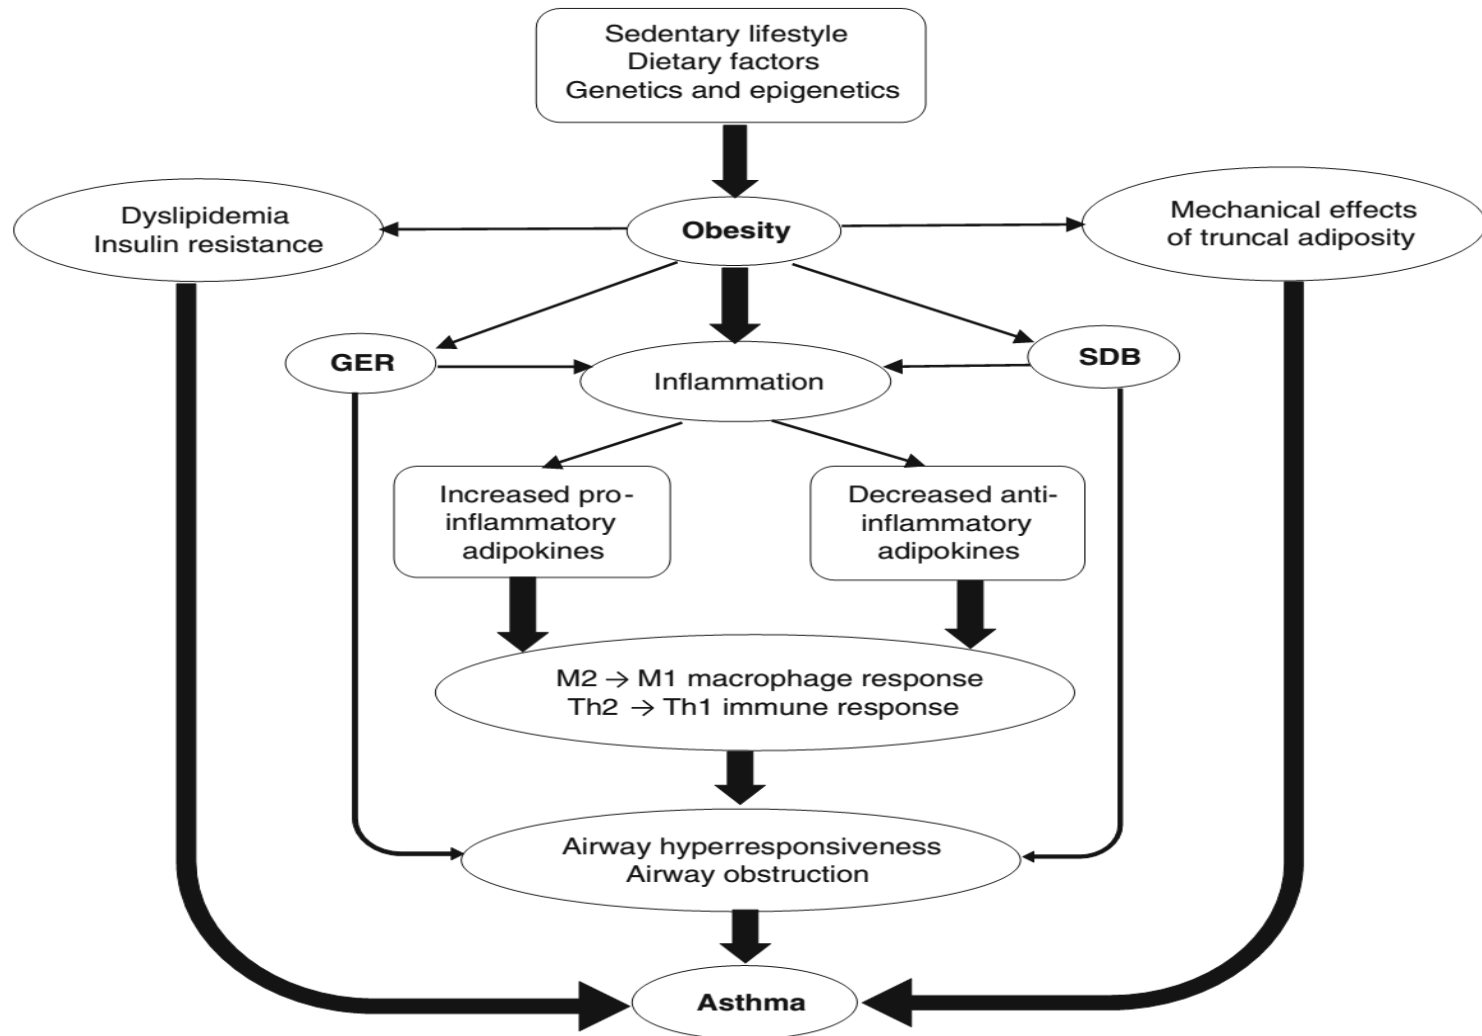 Sedentary lifestyle
Dietary factors
Genetics and epigenetics
Dyslipidemia
Insulin resistance
Obesity
Mechanical effects
of truncal adiposity
GER
Inflammation
SDB
Increased pro-
inflammatory
adipokines
Decreased anti-
inflammatory
adipokines
M2 → M1 macrophage response
Th2 → Th1 immune response
Airway hyperresponsiveness
Airway obstruction
Asthma